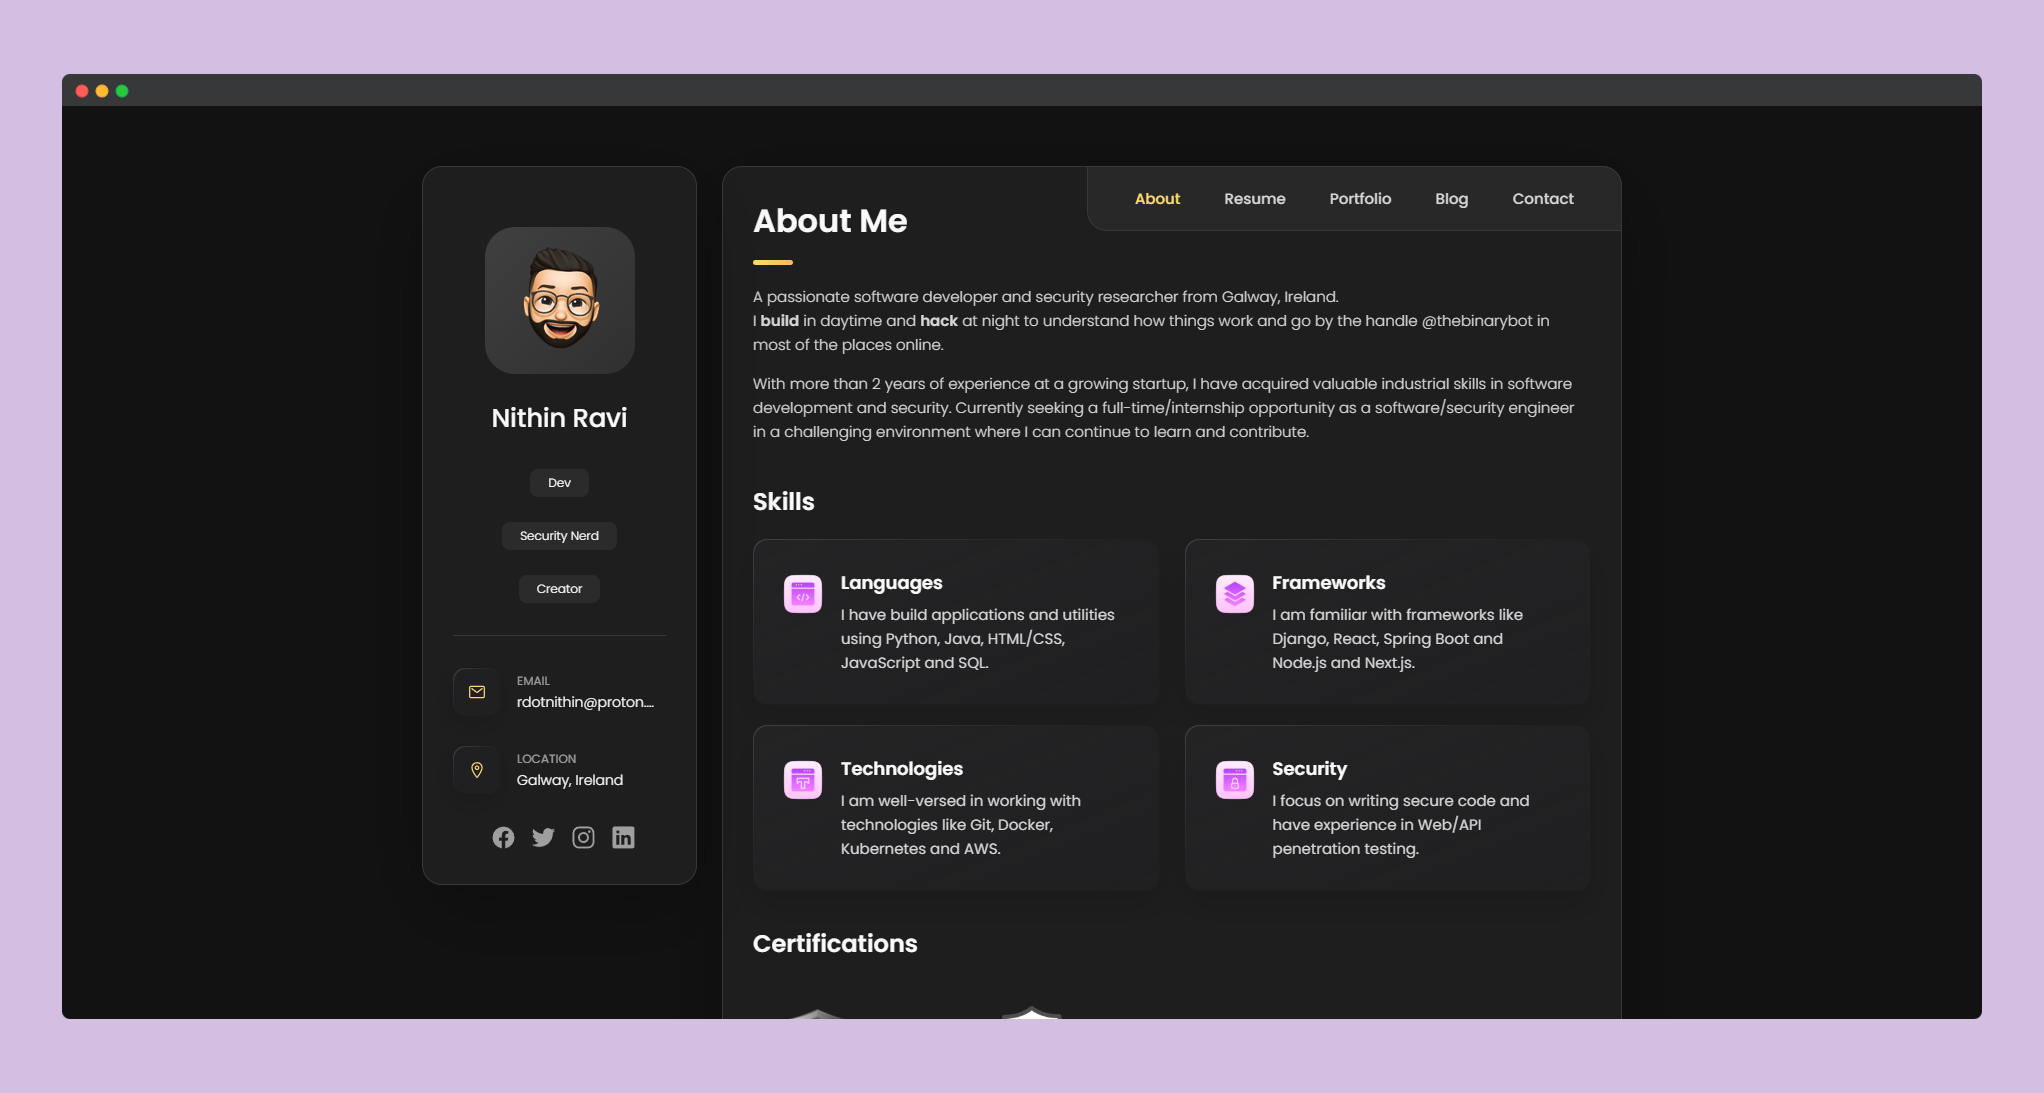 Nithin Ravi
Dev
Security Nerd
Creator
EMAIL
rdotnithin@proton....
LOCATION
Galway, Ireland
About
Resume
Portfolio
Blog
Contact
About Me
A passionate software developer and security researcher from Galway, Ireland.
I build in daytime and hack at night to understand how things work and go by the handle @thebinarybot in
most of the places online.
With more than 2 years of experience at a growing startup, I have acquired valuable industrial skills in software
development and security. Currently seeking a full-time/internship opportunity as a software/security engineer
in a challenging environment where I can continue to learn and contribute.
Skills
Languages
I have build applications and utilities
using Python, Java, HTML/CSS,
JavaScript and SQL.
Frameworks
I am familiar with frameworks like
Django, React, Spring Boot and
Node.js and Next.js.
Technologies
I am well-versed in working with
technologies like Git, Docker,
Kubernetes and AWS.
Security
I focus on writing secure code and
have experience in Web/API
penetration testing.
Certifications